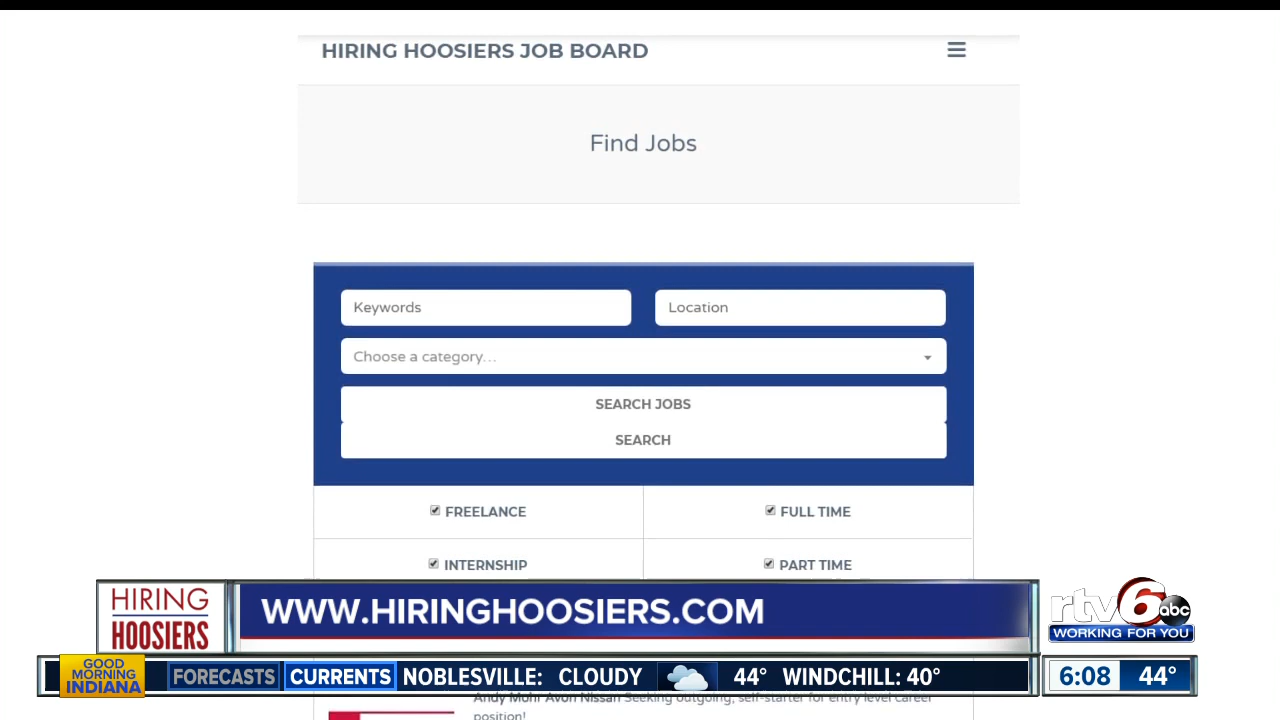 HIRING HOOSIERS JOB BOARD
Find Jobs
Keywords
Location
Choose a category...
SEARCH JOBS
SEARCH
FREELANCE
FULL TIME
INTERNSHIP
PART TIME
HIRING
HOOSIERS
WWW.HIRINGHOOSIERS.COM
rtv6 abc
WORKING FOR YOU
GOOD
MORNING
INDIANA
FORECASTS CURRENTS NOBLESVILLE: CLOUDY 44° WINDCHILL: 40°
6:08 44°
Andy Mohr Avon Nissan Seeking outgoing, self-starter for entry level career
position!